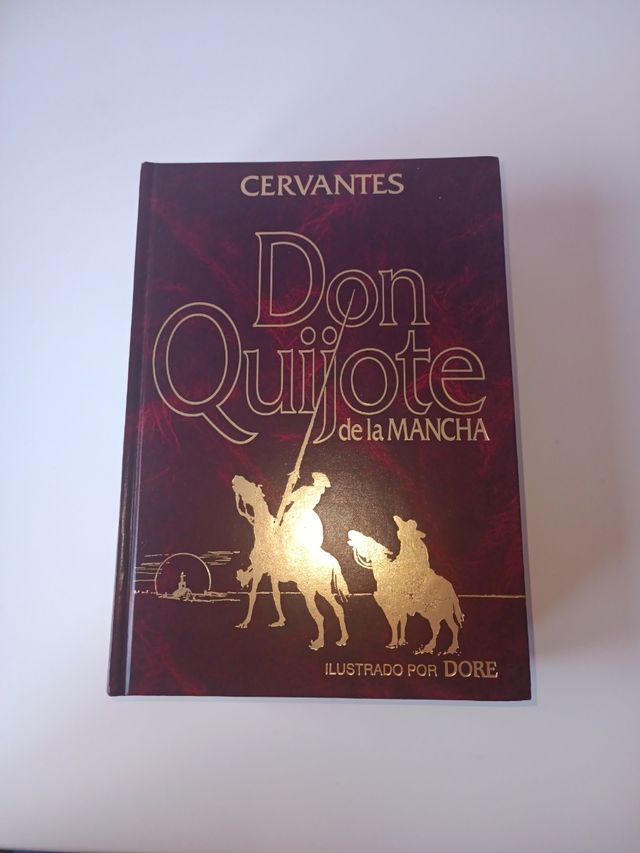 CERVANTES
Don
Quijote
de la MANCHA
ILUSTRADO POR DORE